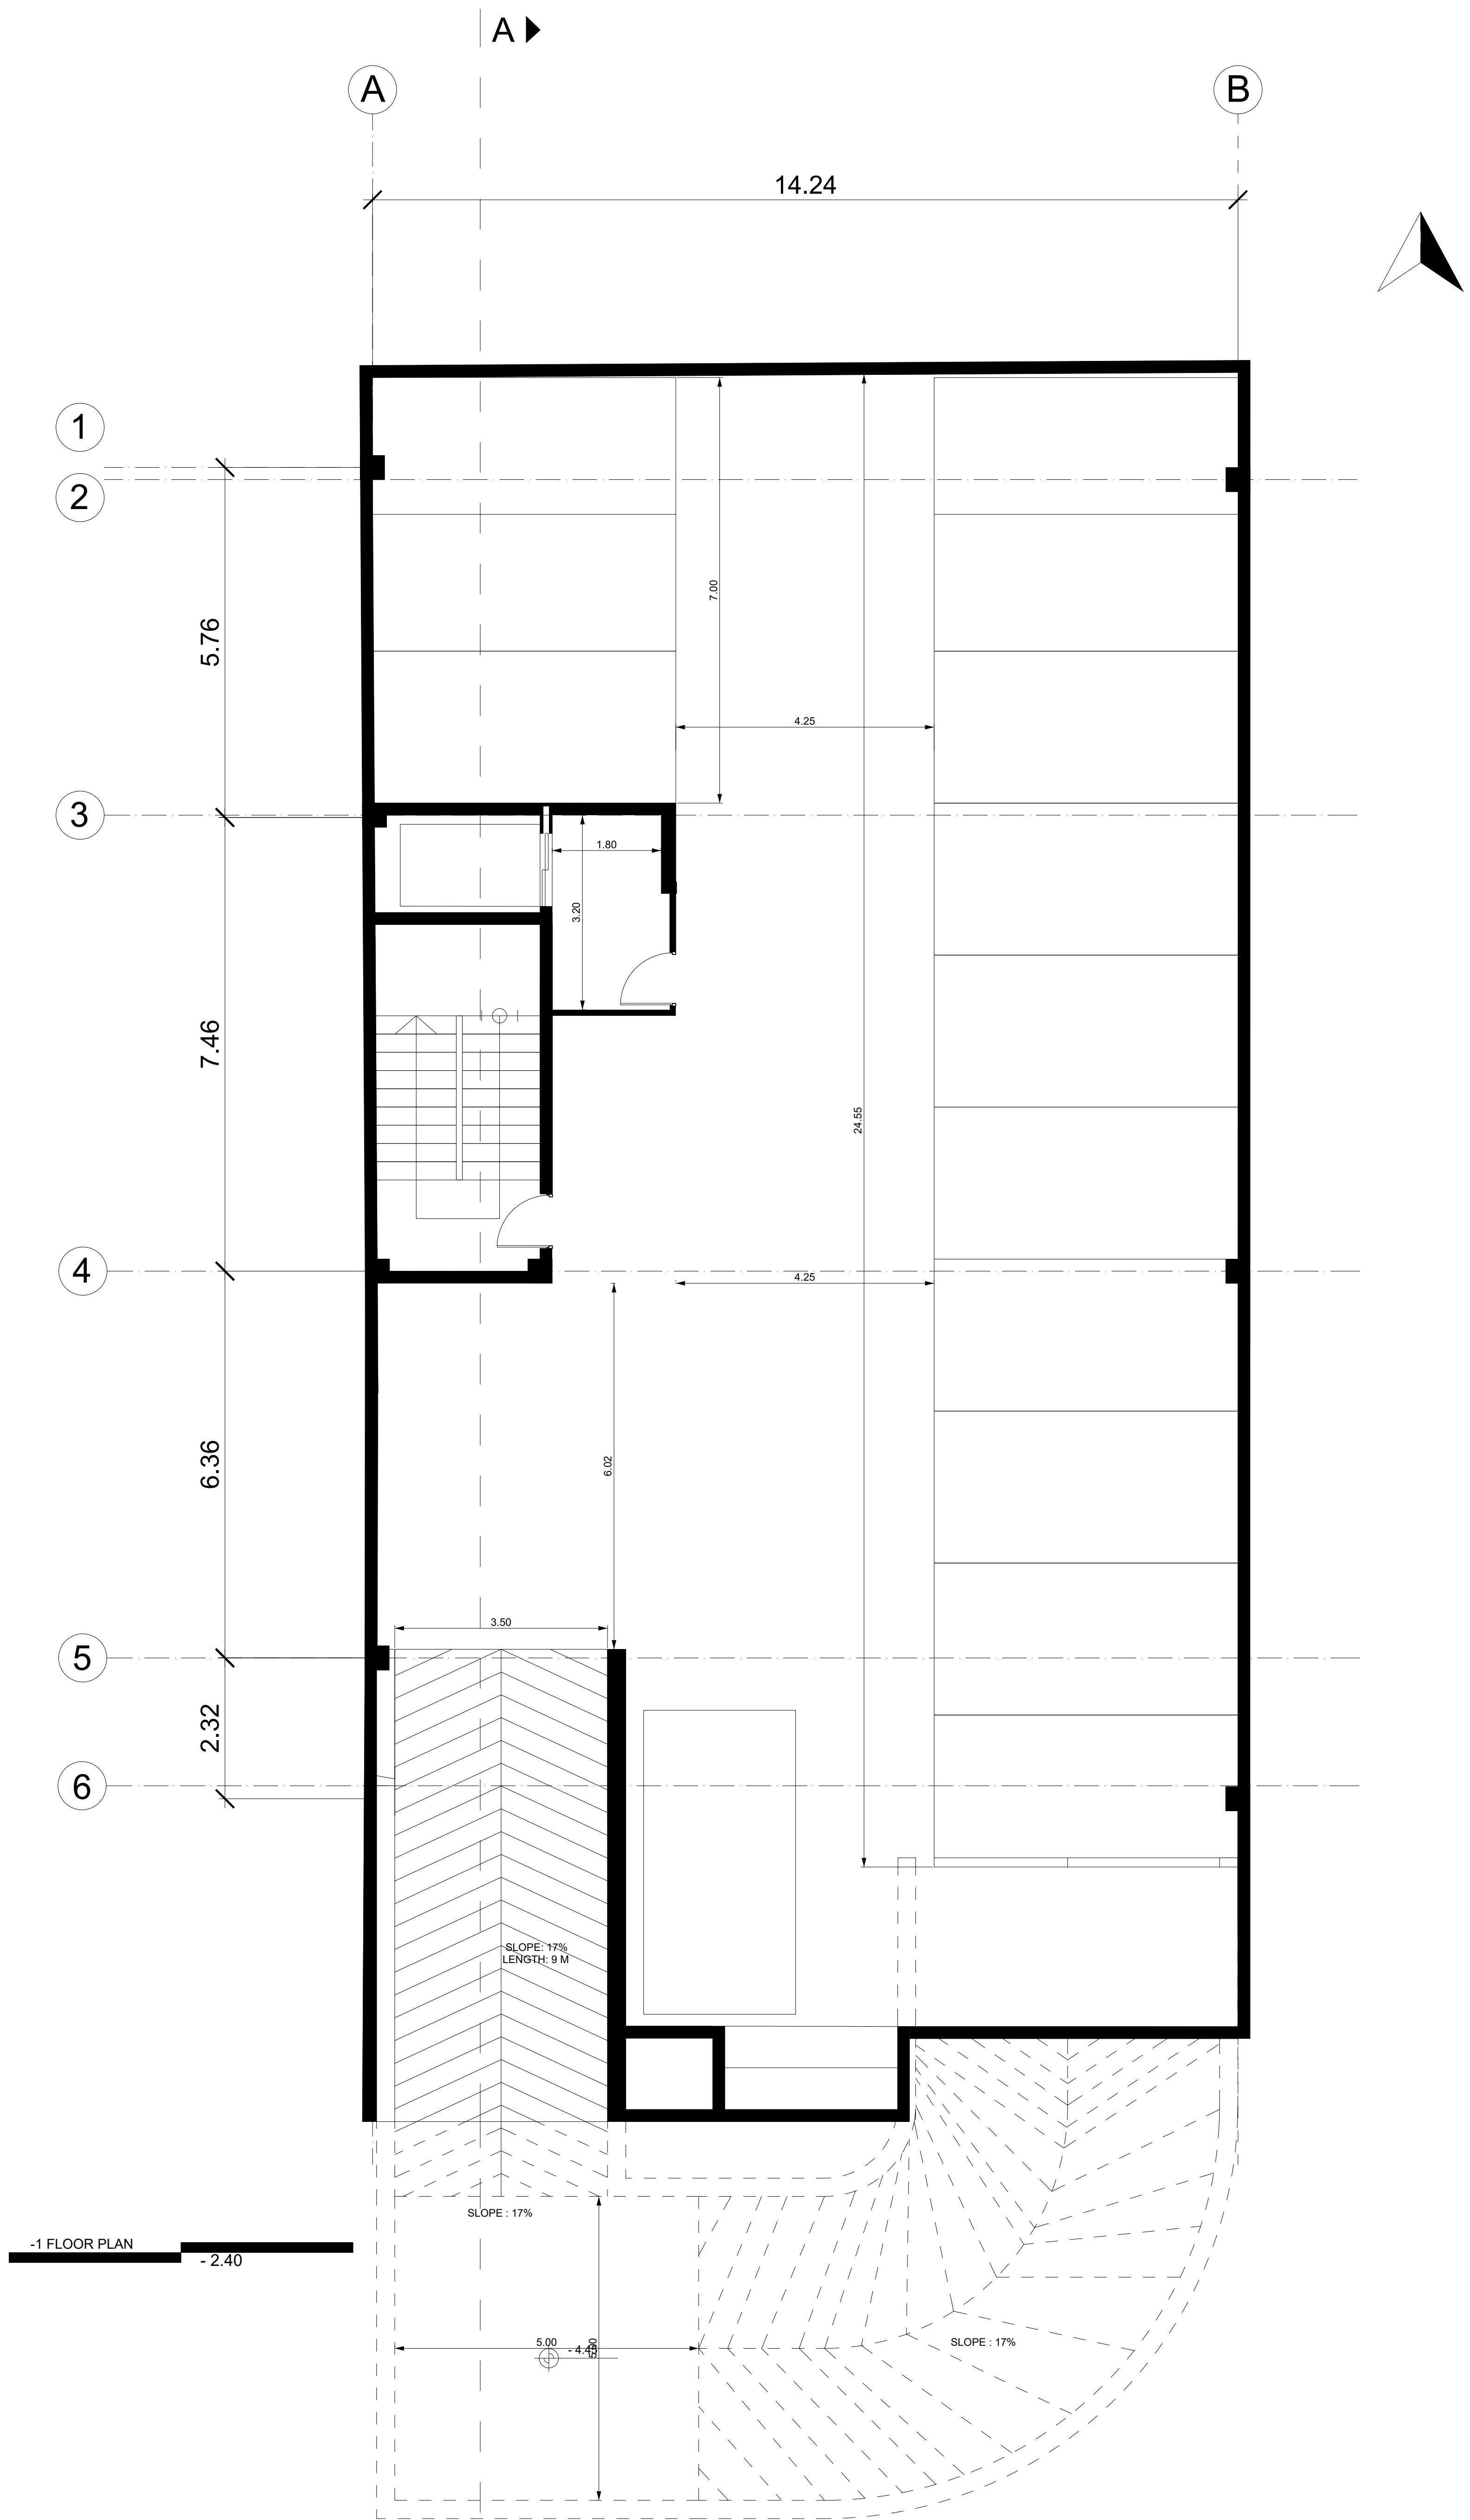 A
A
B
14.24
1
2
7.00
5.76
4.25
3
1.80
3.20
7.46
24.55
4
4.25
6.36
6.02
3.50
5
2.32
6
SLOPE: 17%
LENGTH: 9 M
SLOPE : 17%
-1 FLOOR PLAN
- 2.40
5.00
5.00
SLOPE : 17%